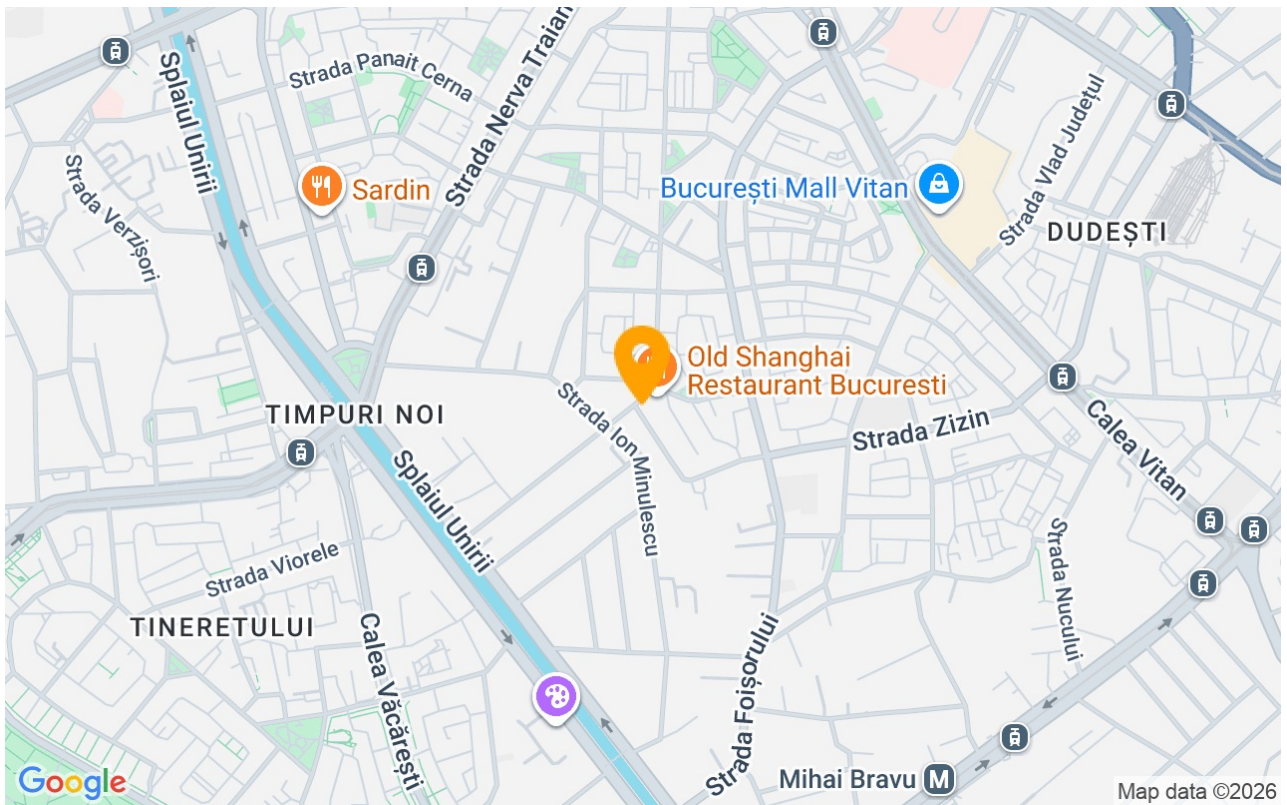 Splaiul Unirii
Strada Panait Cerna
Strada Nerva Traian
Strada Verzișori
Sardin
București Mall Vitan
Strada Vlad Județul
DUDEȘTI
Old Shanghai
Restaurant Bucuresti
TIMPURI NOI
Strada Ion Minulescu
Strada Zizin
Calea Vitan
Splaiul Unirii
Strada Viorele
Strada Nucului
TINERETULUI
Calea Văcărești
Strada Foișorului
Mihai Bravu
M
Google
Map data ©2026